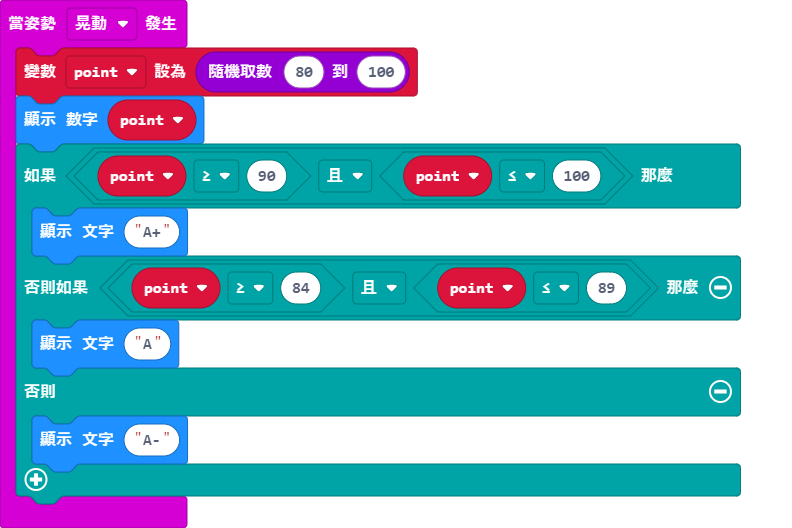 當姿勢 晃動 發生
變數 point 設為 隨機取數 80 到 100
顯示 數字 point
如果 point ≥ 90 且 point ≤ 100 那麼
顯示 文字 "A+"
否則如果 point ≥ 84 且 point ≤ 89 那麼
顯示 文字 "A"
否則
顯示 文字 "A-"